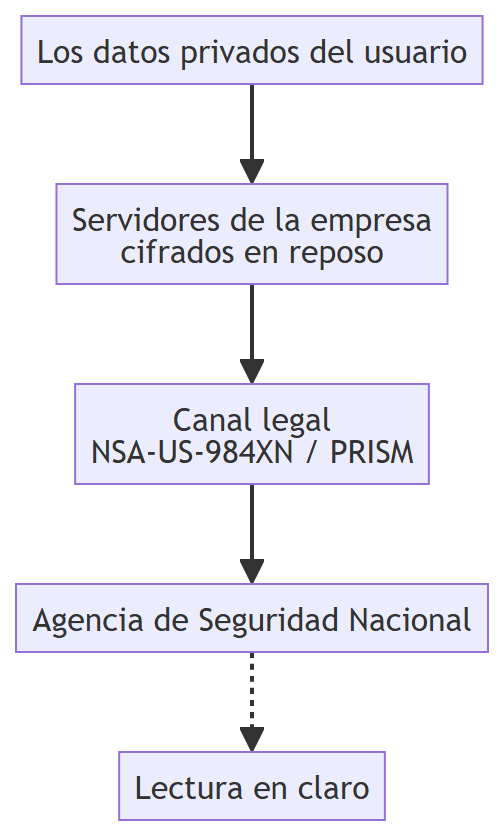 Los datos privados del usuario
Servidores de la empresa
cifrados en reposo
Canal legal
NSA-US-984XN / PRISM
Agencia de Seguridad Nacional
Lectura en claro